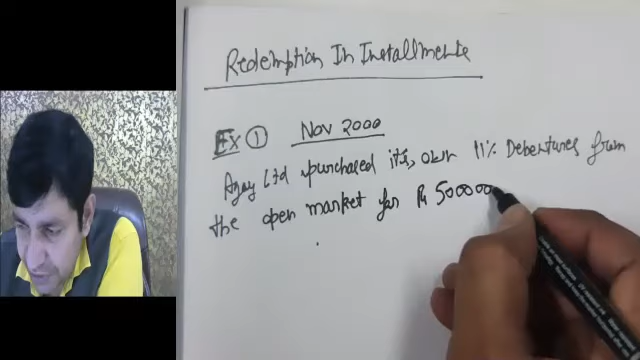 Redemption In Installments
Ex ① Nov 2000
Ajay Ltd purchased its, own 11% Debentures from
the open market for Rs 500000